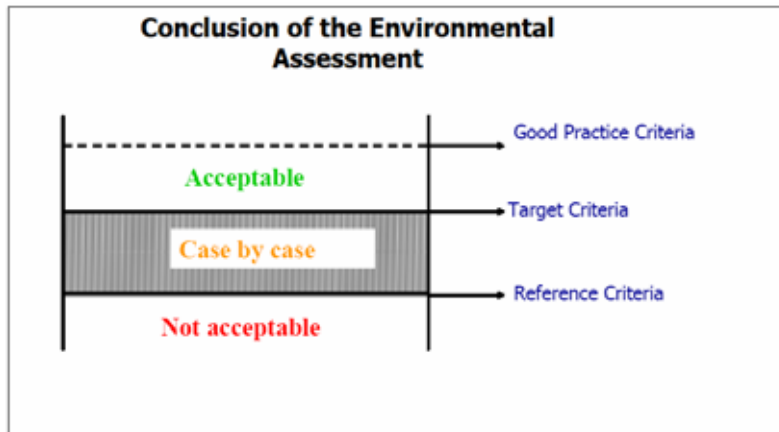 Conclusion of the Environmental
Assessment
Good Practice Criteria
Acceptable
Target Criteria
Case by case
Reference Criteria
Not acceptable